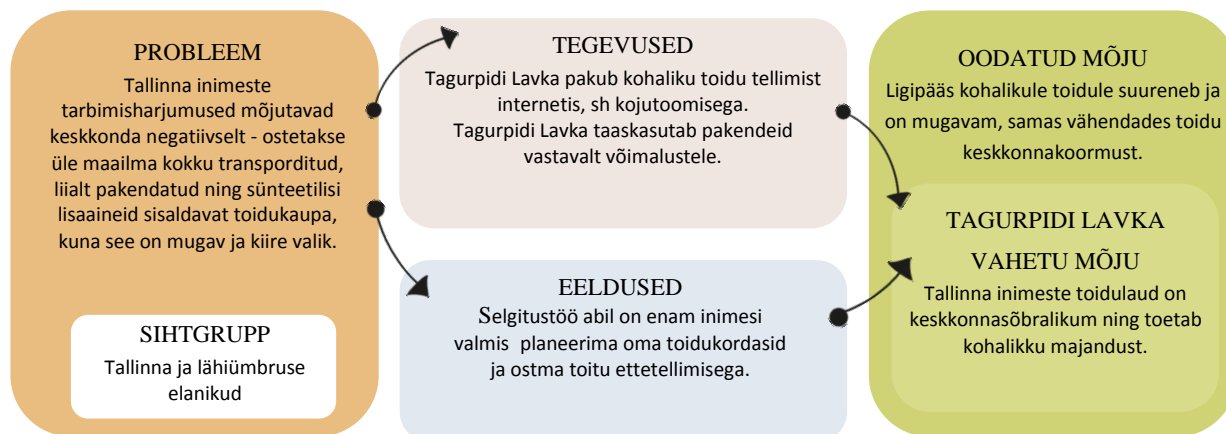 PROBLEEM
Tallinna inimeste
tarbimisharjumused mõjutavad
keskkonda negatiivselt - ostetakse
üle maailma kokku transporditud,
liialt pakendatud ning sünteetilisi
lisaaineid sisaldavat toidukaupa,
kuna see on mugav ja kiire valik.
SIHTGRUPP
Tallinna ja lähiümbruse
elanikud
TEGEVUSED
Tagurpidi Lavka pakub kohaliku toidu tellimist
internetis, sh kojutoomisega.
Tagurpidi Lavka taaskasutab pakendeid
vastavalt võimalustele.
EELDUSED
Selgitustöö abil on enam inimesi
valmis planeerima oma toidukordasid
ja ostma toitu ettetellimisega.
OODATUD MÕJU
Ligipääs kohalikule toidule suureneb ja
on mugavam, samas vähendades toidu
keskkonnakoormust.
TAGURPIDI LAVKA
VAHETU MÕJU
Tallinna inimeste toidulaud on
keskkonnasõbralikum ning toetab
kohalikku majandust.